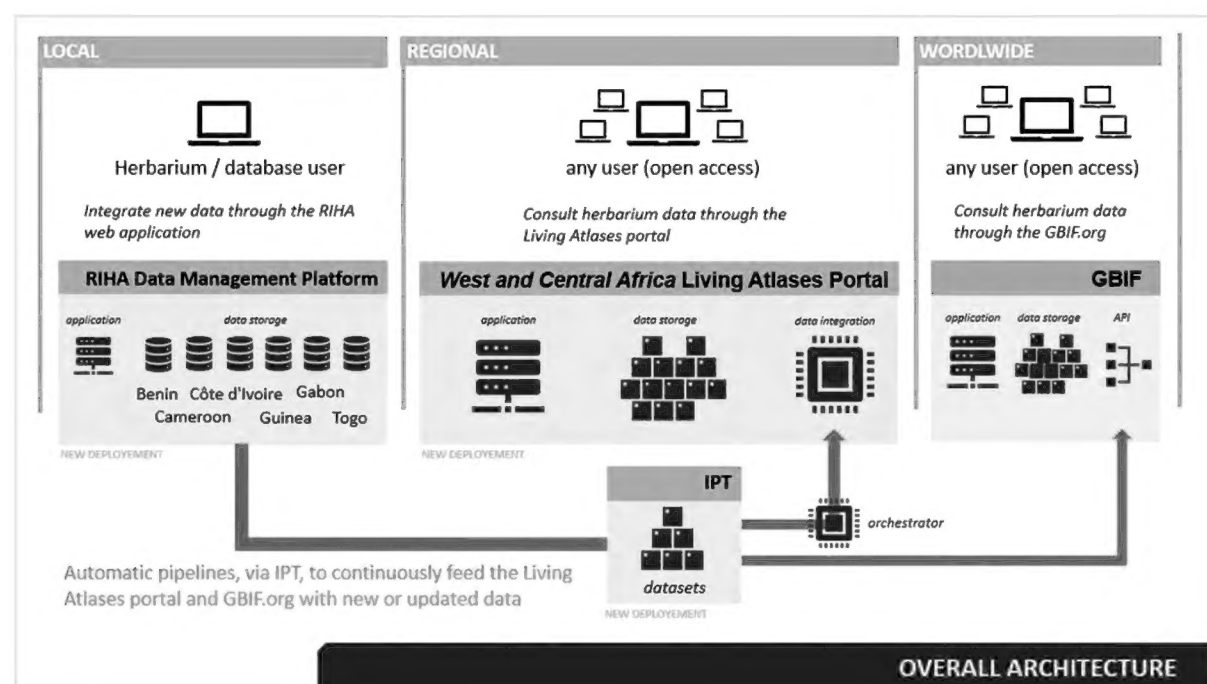 LOCAL
Herbarium / database user
Integrate new data through the RIHA
web application
RIHA Data Management Platform
application
data storage
Benin Côte d'Ivoire Gabon
Cameroon Guinea Togo
NEW DEPLOYEMENT
REGIONAL
any user (open access)
Consult herbarium data through the
Living Atlases portal
West and Central Africa Living Atlases Portal
application
data storage
data integration
NEW DEPLOYEMENT
WORDLWIDE
any user (open access)
Consult herbarium data
through the GBIF.org
GBIF
application
data storage
API
IPT
datasets
NEW DEPLOYEMENT
orchestrator
Automatic pipelines, via IPT, to continuously feed the Living
Atlases portal and GBIF.org with new or updated data
OVERALL ARCHITECTURE